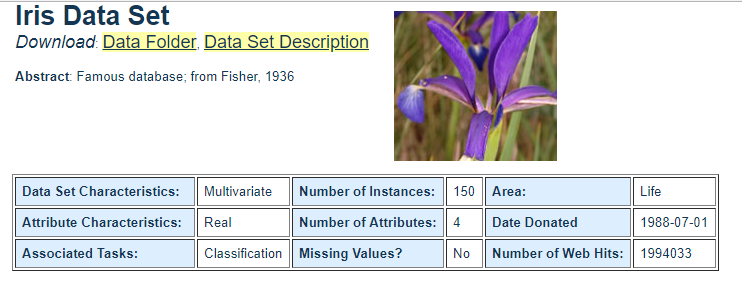 Iris Data Set
Download: Data Folder, Data Set Description
Abstract: Famous database; from Fisher, 1936
Data Set Characteristics: Multivariate Number of Instances: 150 Area: Life
Attribute Characteristics: Real Number of Attributes: 4 Date Donated 1988-07-01
Associated Tasks: Classification Missing Values? No Number of Web Hits: 1994033